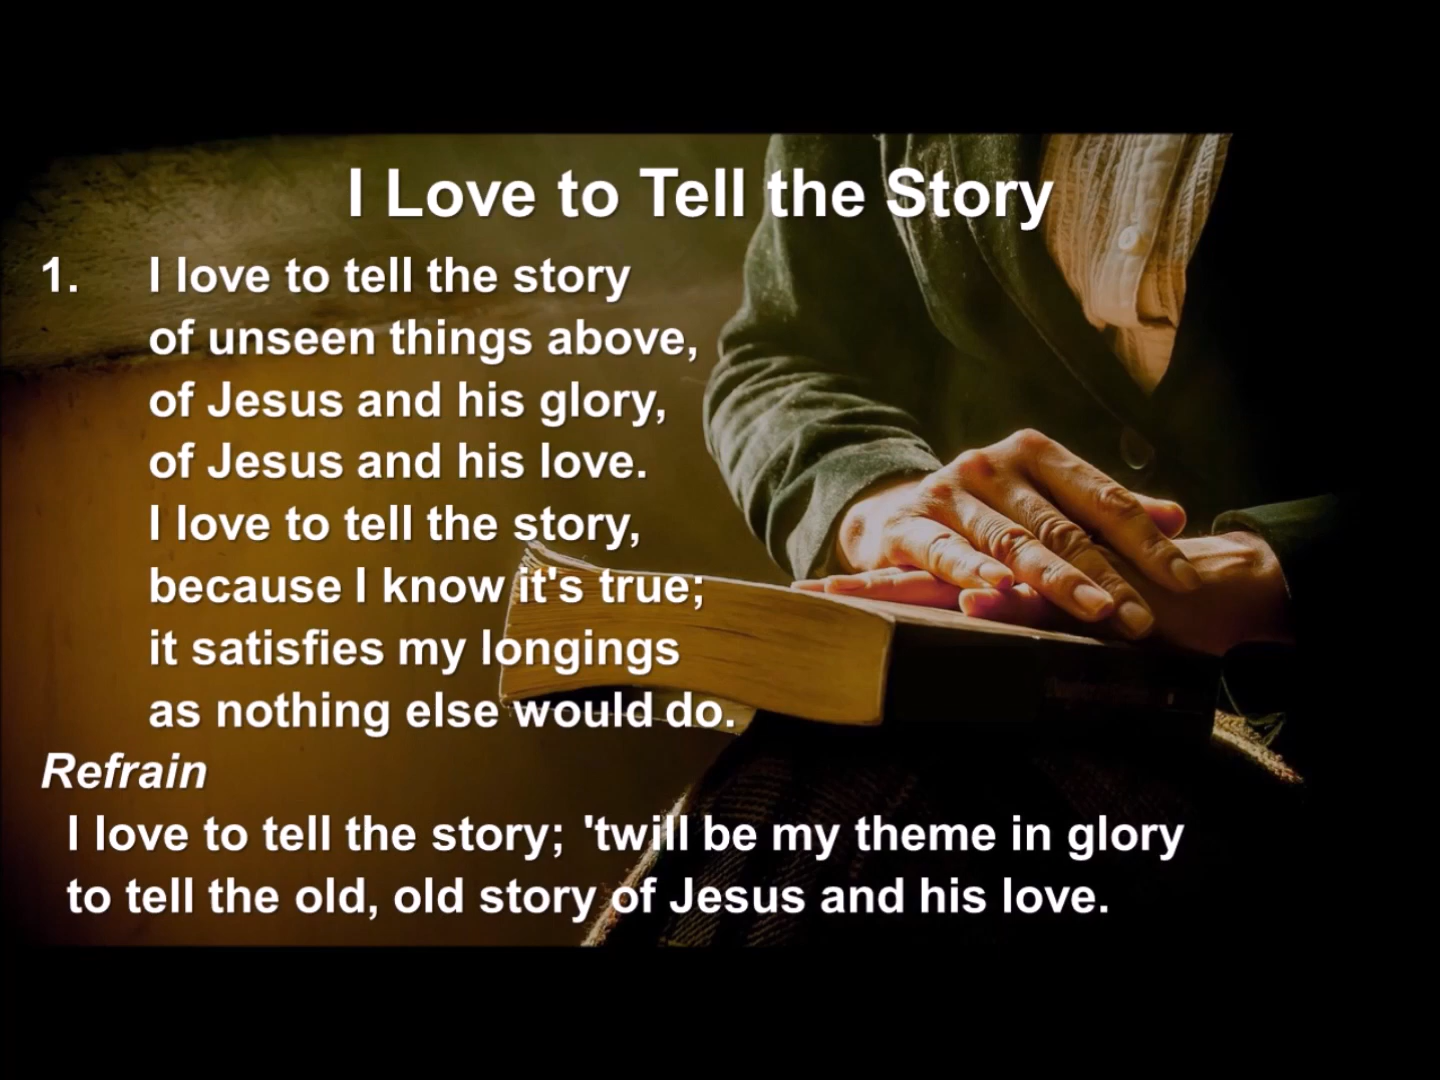 I Love to Tell the Story
1. I love to tell the story
of unseen things above,
of Jesus and his glory,
of Jesus and his love.
I love to tell the story,
because I know it's true;
it satisfies my longings
as nothing else would do.
Refrain
I love to tell the story; 'twill be my theme in glory
to tell the old, old story of Jesus and his love.